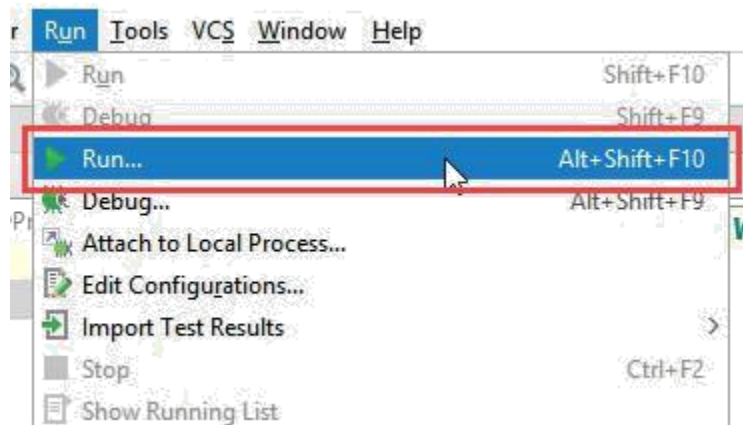 r Run Tools VCS Window Help
Run Shift+F10
Debug Shift+F9
Run... Alt+Shift+F10
Debug... Alt+Shift+F9
Attach to Local Process...
Edit Configurations...
Import Test Results
Stop Ctrl+F2
Show Running List